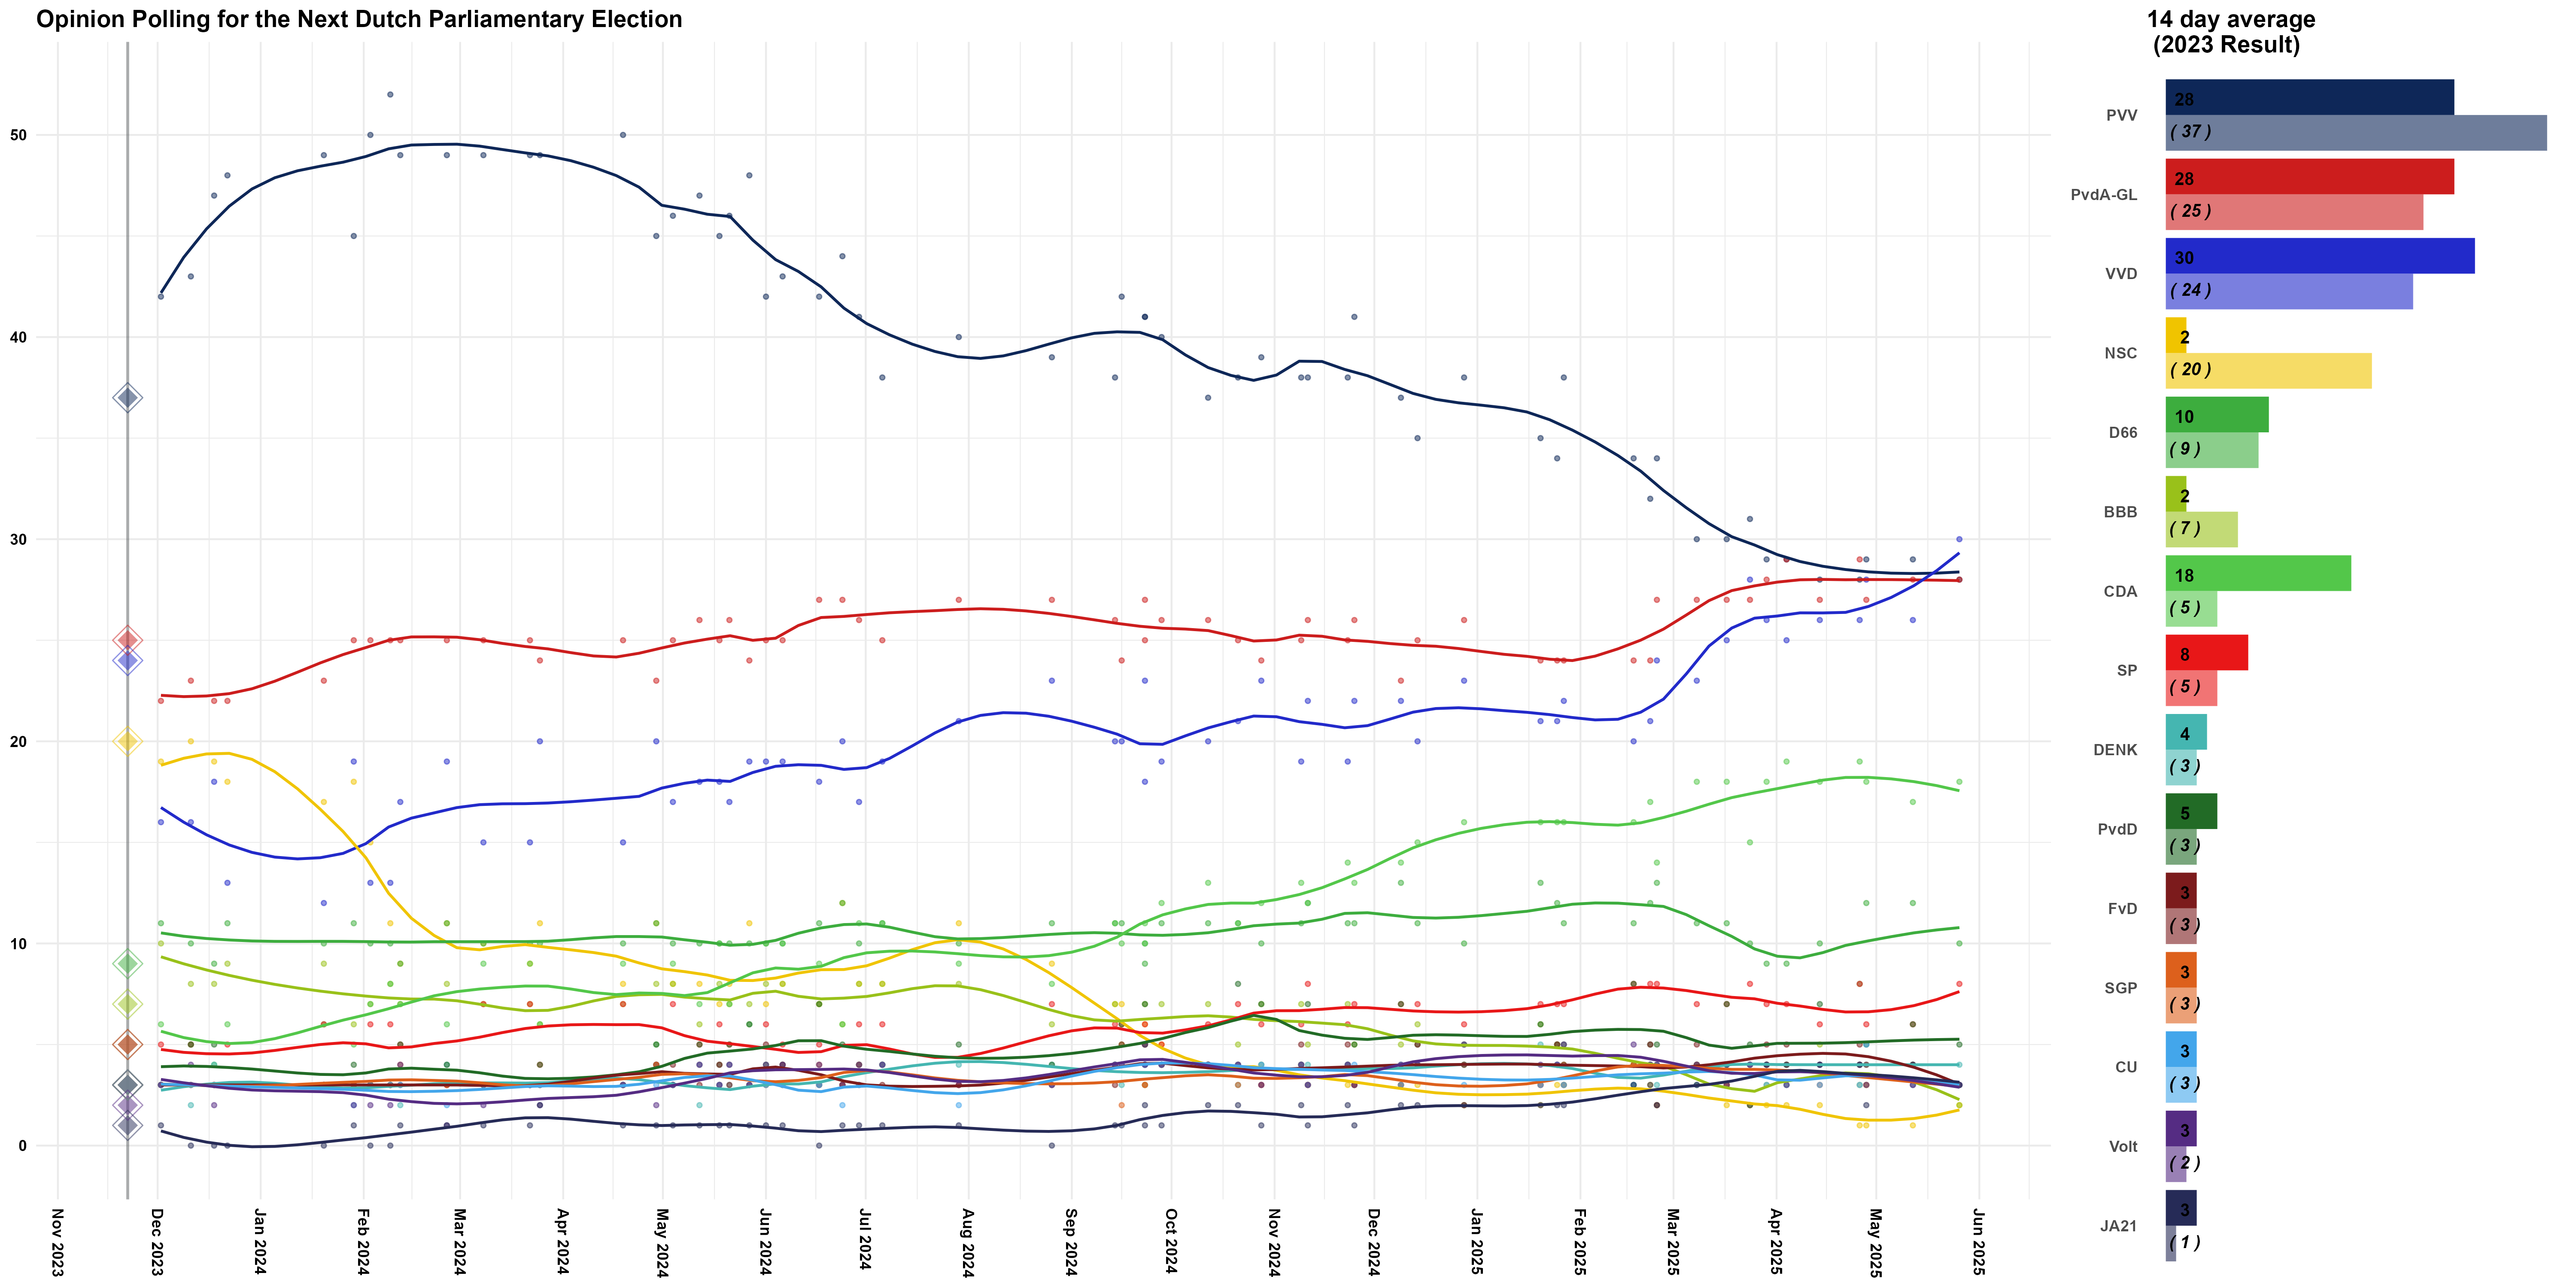 Opinion Polling for the Next Dutch Parliamentary Election
50
40
30
20
10
0
Nov 2023
Dec 2023
Jan 2024
Feb 2024
Mar 2024
Apr 2024
May 2024
Jun 2024
Jul 2024
Aug 2024
Sep 2024
Oct 2024
Nov 2024
Dec 2024
Jan 2025
Feb 2025
Mar 2025
Apr 2025
May 2025
Jun 2025
14 day average
(2023 Result)
PVV
28
( 37 )
PvdA-GL
28
( 25 )
VVD
30
( 24 )
NSC
2
( 20 )
D66
10
( 9 )
BBB
2
( 7 )
CDA
18
( 5 )
SP
8
( 5 )
DENK
4
( 3 )
PvdD
5
( 3 )
FvD
3
( 3 )
SGP
3
( 3 )
CU
3
( 3 )
Volt
3
( 2 )
JA21
3
( 1 )